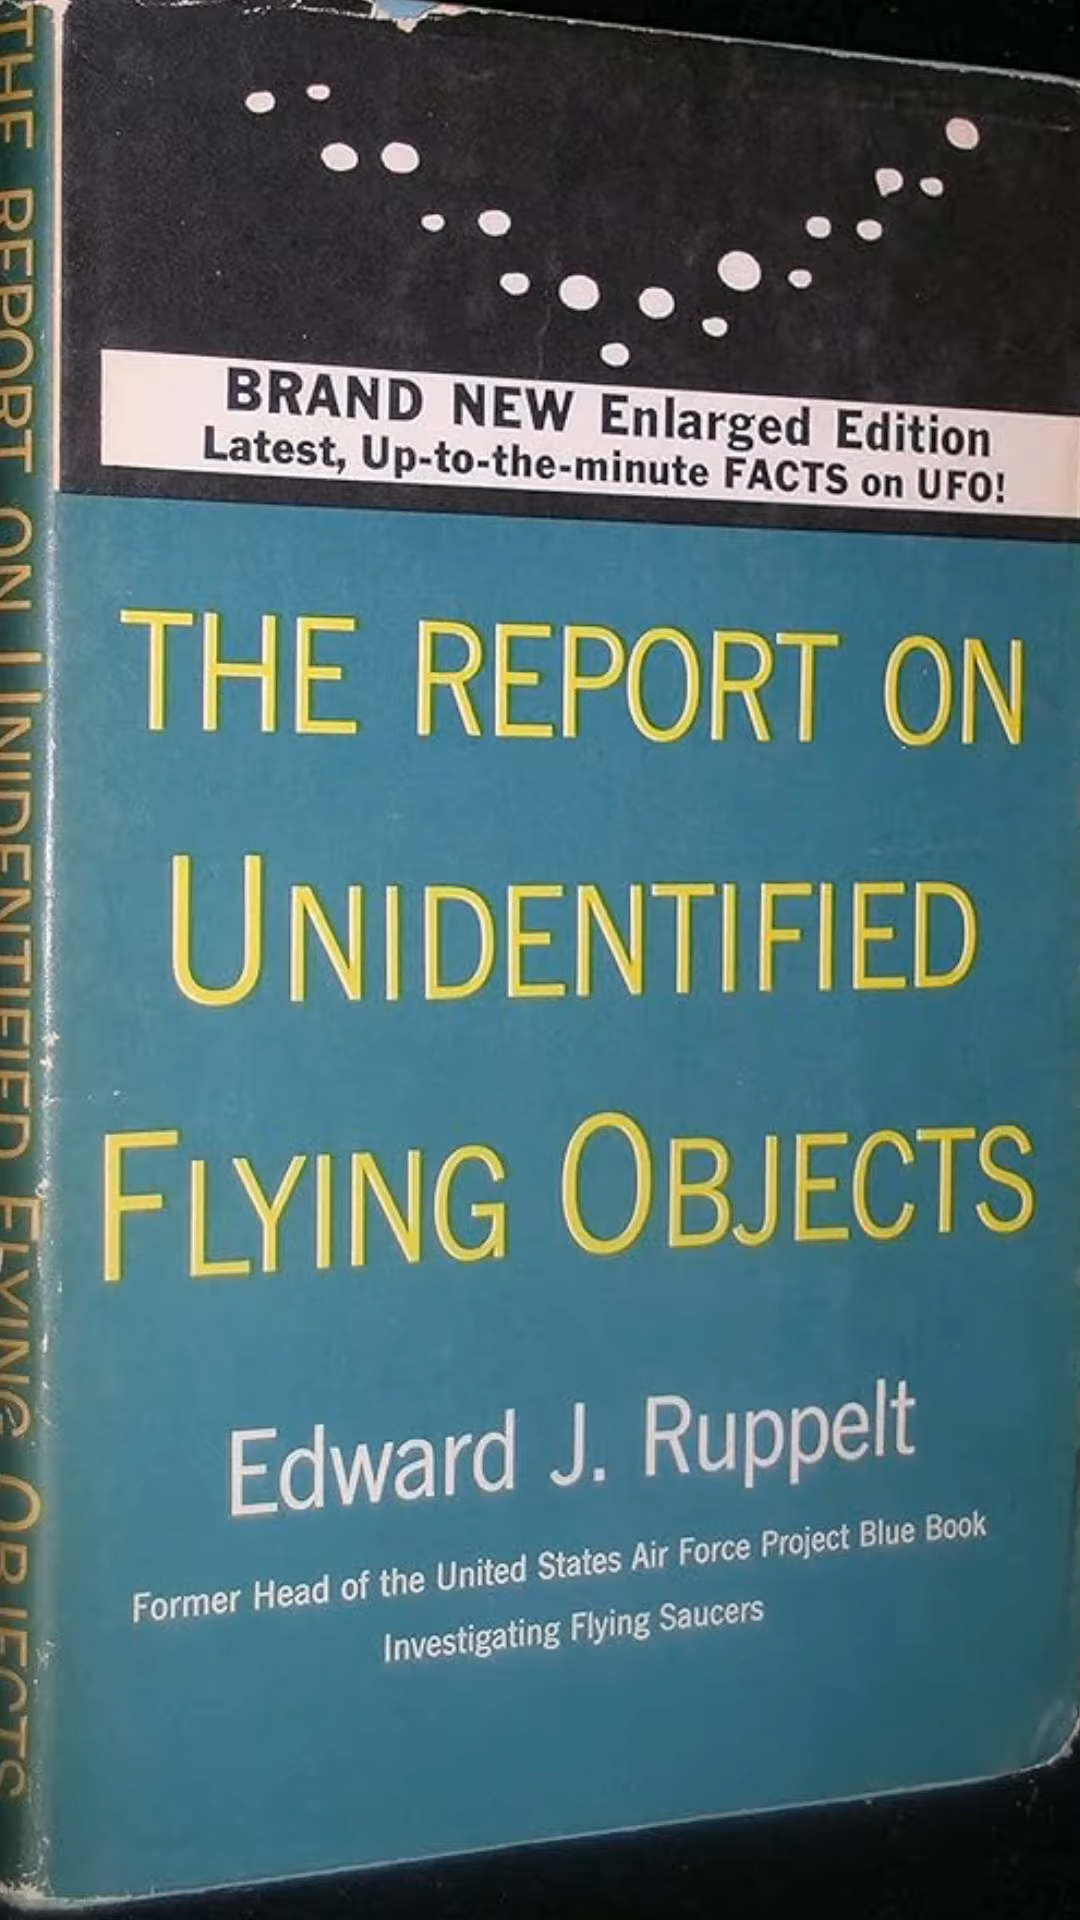 BRAND NEW Enlarged Edition
Latest, Up-to-the-minute FACTS on UFO!
THE REPORT ON
UNIDENTIFIED
FLYING OBJECTS
Edward J. Ruppelt
Former Head of the United States Air Force Project Blue Book
Investigating Flying Saucers
THE REPORT ON UNIDENTIFIED FLYING OBJECTS